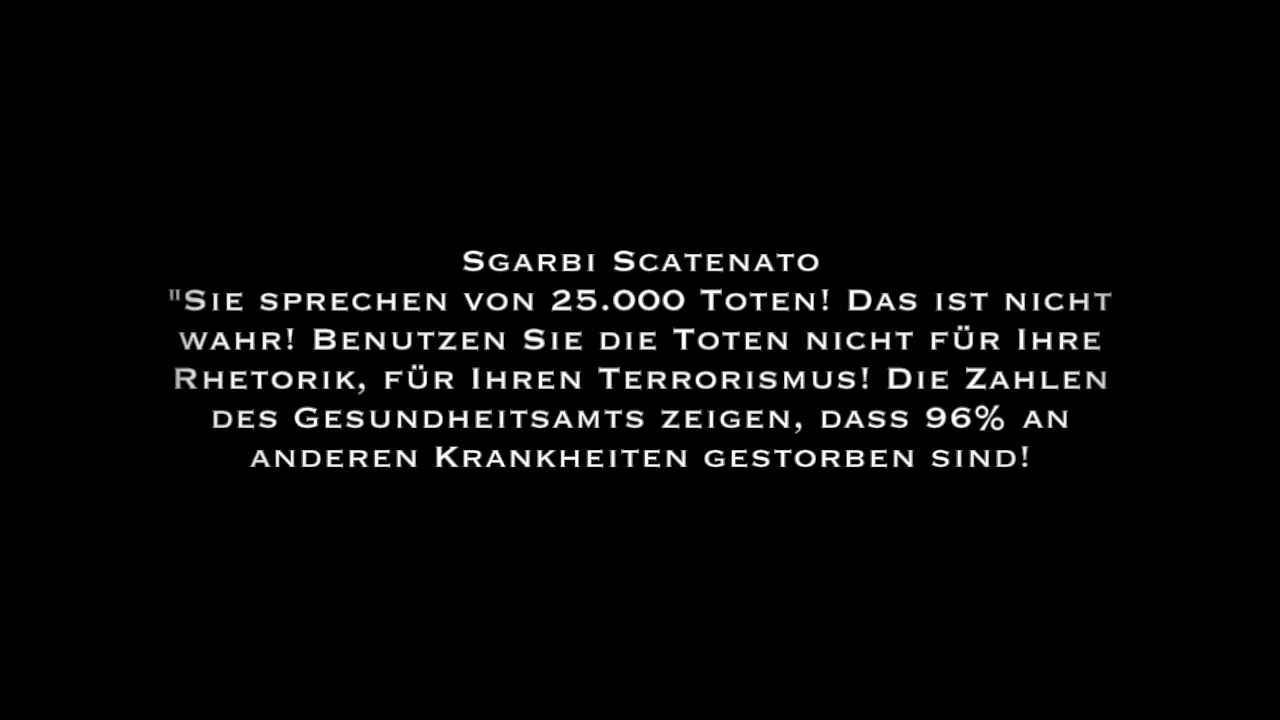 Sgarbi Scatenato
"Sie sprechen von 25.000 Toten! Das ist nicht
wahr! Benutzen Sie die Toten nicht für Ihre
Rhetorik, für Ihren Terrorismus! Die Zahlen
des Gesundheitsamts zeigen, dass 96% an
anderen Krankheiten gestorben sind!